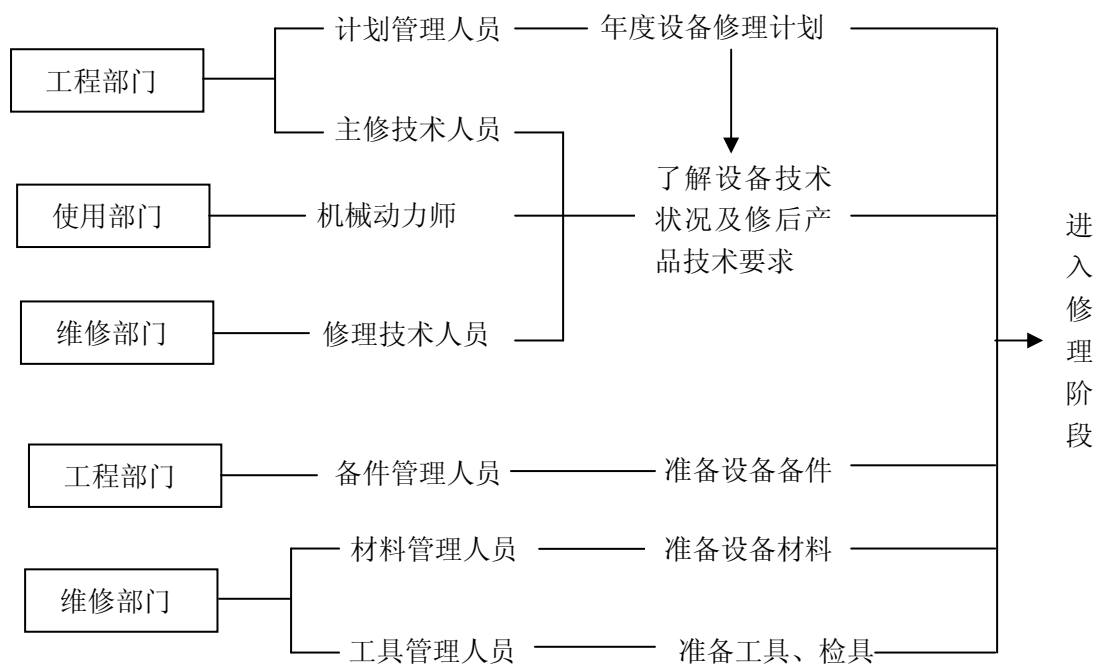 计划管理人员
年度设备修理计划
工程部门
主修技术人员
了解设备技术
状况及修后产
品技术要求
使用部门
机械动力师
维修部门
修理技术人员
工程部门
备件管理人员
准备设备备件
材料管理人员
准备设备材料
维修部门
工具管理人员
准备工具、检具
进
入
修
理
阶
段